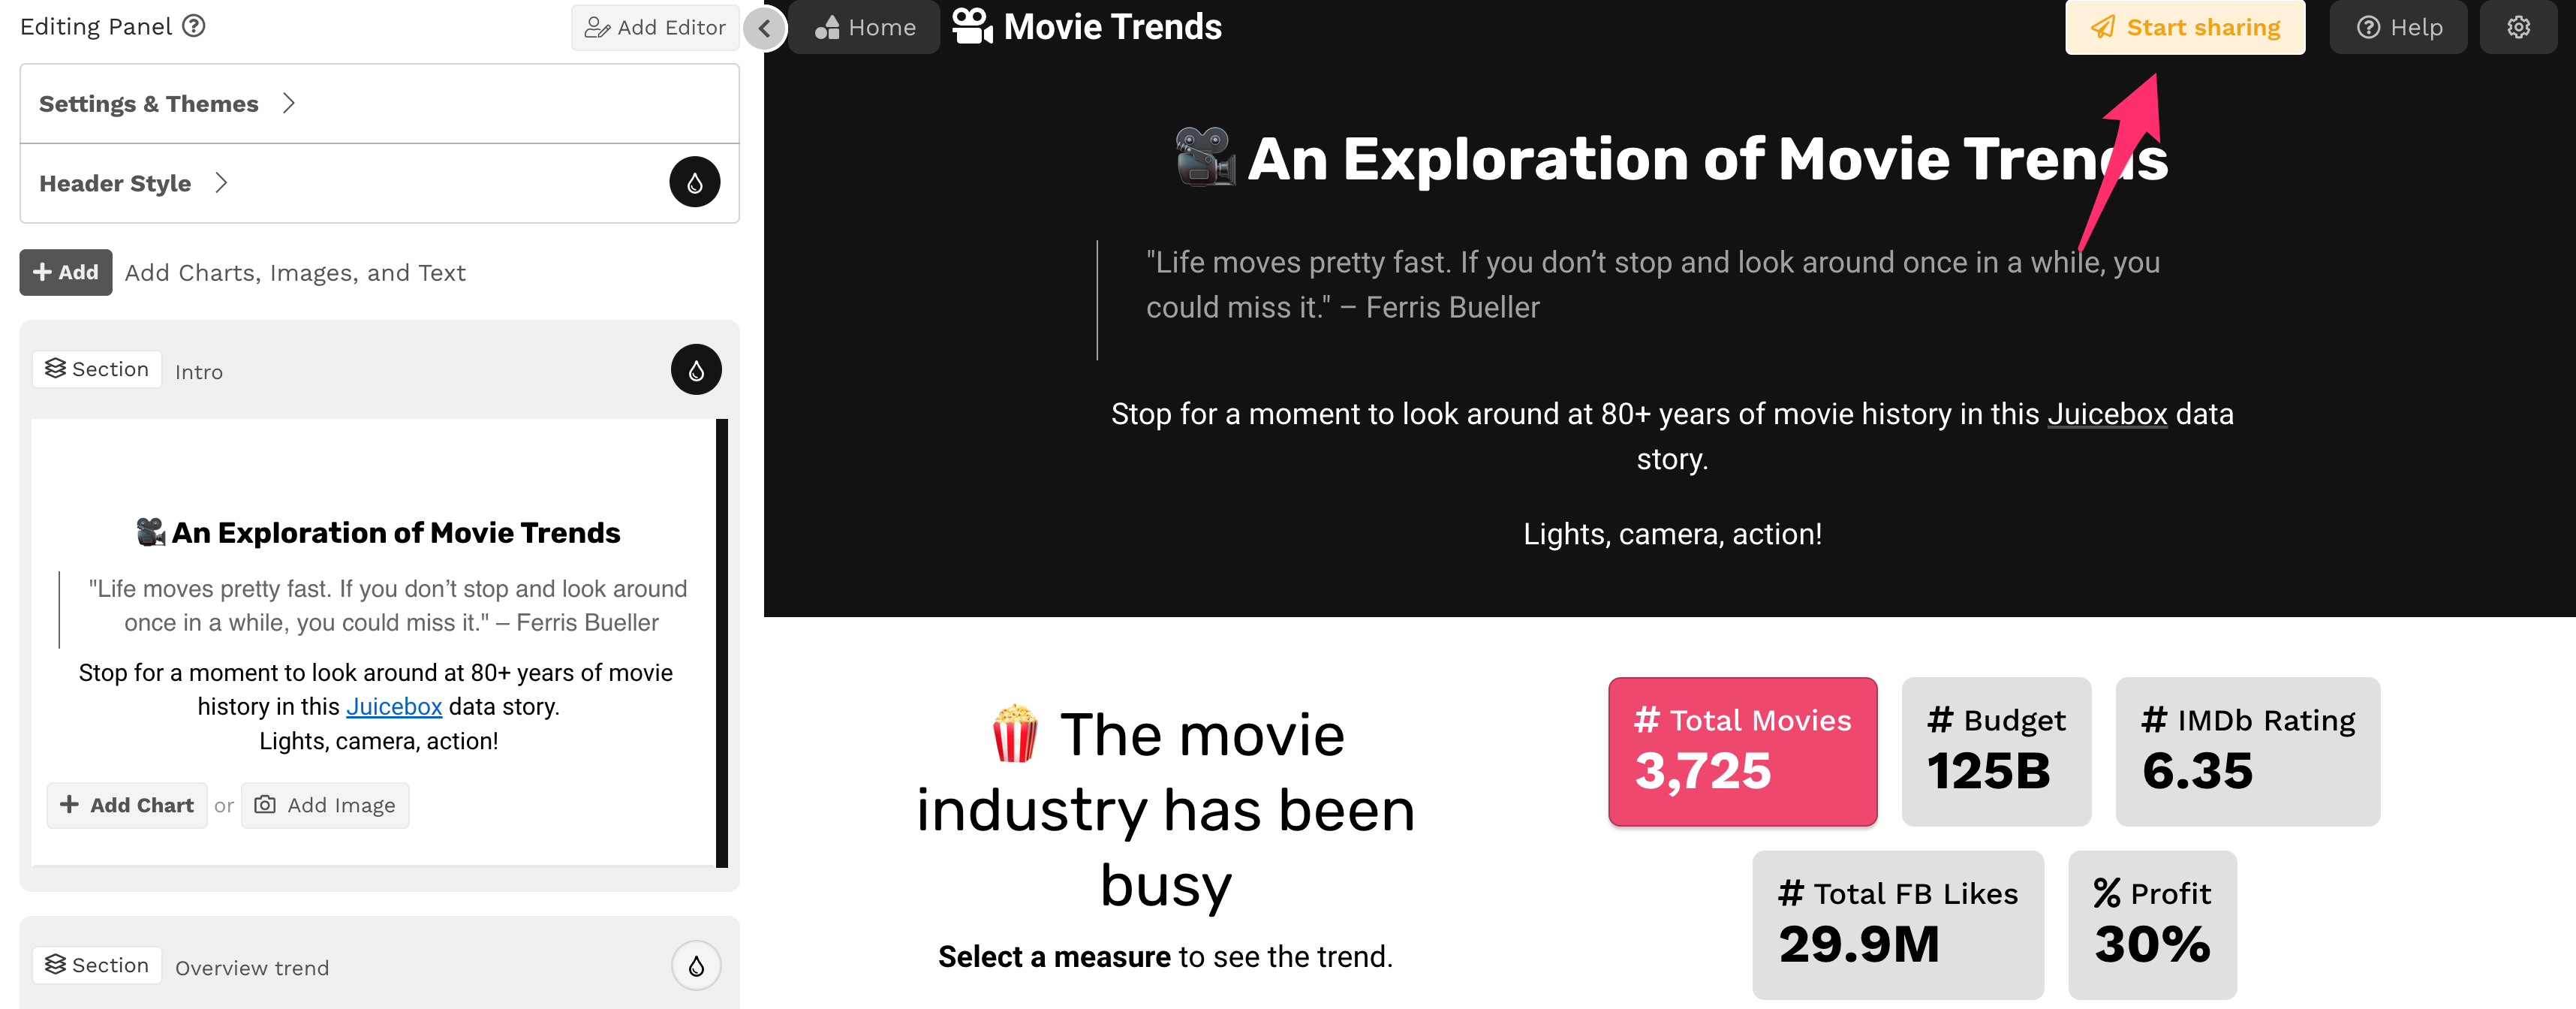 Editing Panel
Add Editor
Home
Movie Trends
Start sharing
Help
Settings & Themes
Header Style
+ Add
Add Charts, Images, and Text
Section
Intro
An Exploration of Movie Trends
"Life moves pretty fast. If you don’t stop and look around
once in a while, you could miss it." – Ferris Bueller
Stop for a moment to look around at 80+ years of movie
history in this Juicebox data story.
Lights, camera, action!
+ Add Chart
or
Add Image
Section
Overview trend
An Exploration of Movie Trends
"Life moves pretty fast. If you don’t stop and look around once in a while, you
could miss it." – Ferris Bueller
Stop for a moment to look around at 80+ years of movie history in this Juicebox data
story.
Lights, camera, action!
The movie
industry has been
busy
Select a measure to see the trend.
# Total Movies
3,725
# Budget
125B
# IMDb Rating
6.35
# Total FB Likes
29.9M
% Profit
30%